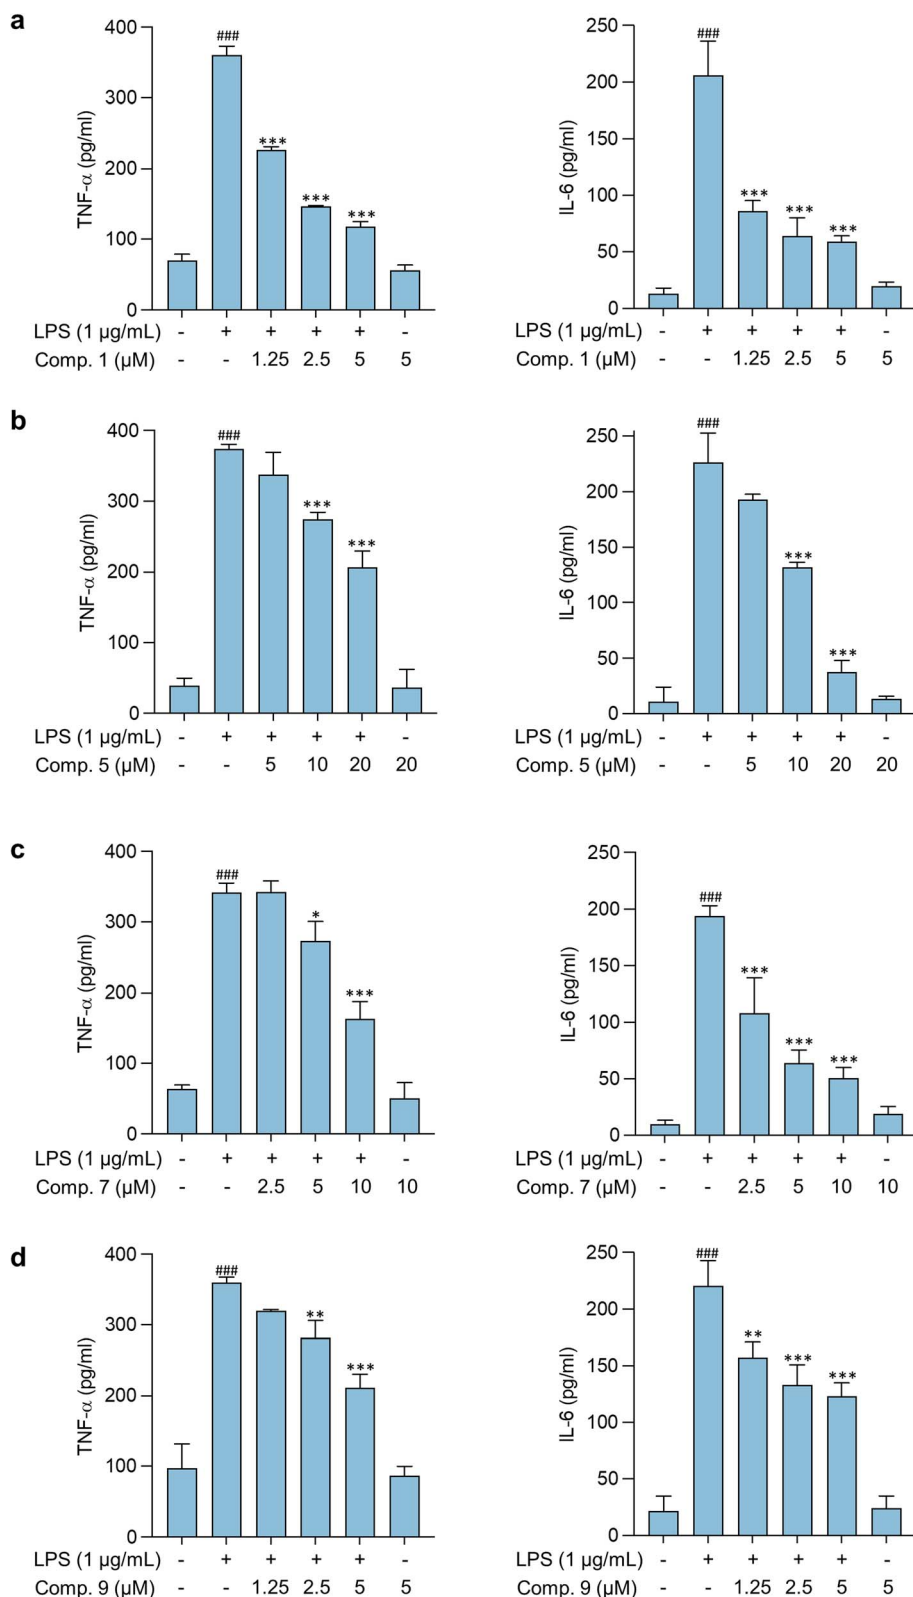 a
TNF-α (pg/ml)
400
300
200
100
0
###
***
***
***
LPS (1 µg/mL) - + + + + -
Comp. 1 (µM) - - 1.25 2.5 5 5
IL-6 (pg/ml)
250
200
150
100
50
0
###
***
***
***
LPS (1 µg/mL) - + + + + -
Comp. 1 (µM) - - 1.25 2.5 5 5
b
TNF-α (pg/ml)
400
300
200
100
0
###
***
***
LPS (1 µg/mL) - + + + + -
Comp. 5 (µM) - - 5 10 20 20
IL-6 (pg/ml)
250
200
150
100
50
0
###
***
***
LPS (1 µg/mL) - + + + + -
Comp. 5 (µM) - - 5 10 20 20
c
TNF-α (pg/ml)
400
300
200
100
0
###
*
***
LPS (1 µg/mL) - + + + + -
Comp. 7 (µM) - - 2.5 5 10 10
IL-6 (pg/ml)
250
200
150
100
50
0
###
***
***
***
LPS (1 µg/mL) - + + + + -
Comp. 7 (µM) - - 2.5 5 10 10
d
TNF-α (pg/ml)
400
300
200
100
0
###
**
***
LPS (1 µg/mL) - + + + + -
Comp. 9 (µM) - - 1.25 2.5 5 5
IL-6 (pg/ml)
250
200
150
100
50
0
###
**
***
***
LPS (1 µg/mL) - + + + + -
Comp. 9 (µM) - - 1.25 2.5 5 5